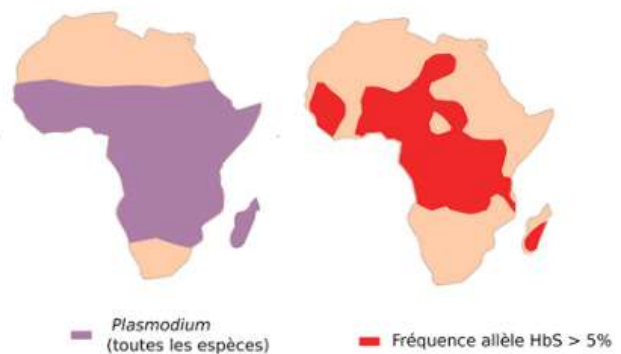 Plasmodium
(toutes les espèces)
Fréquence allèle HbS > 5%